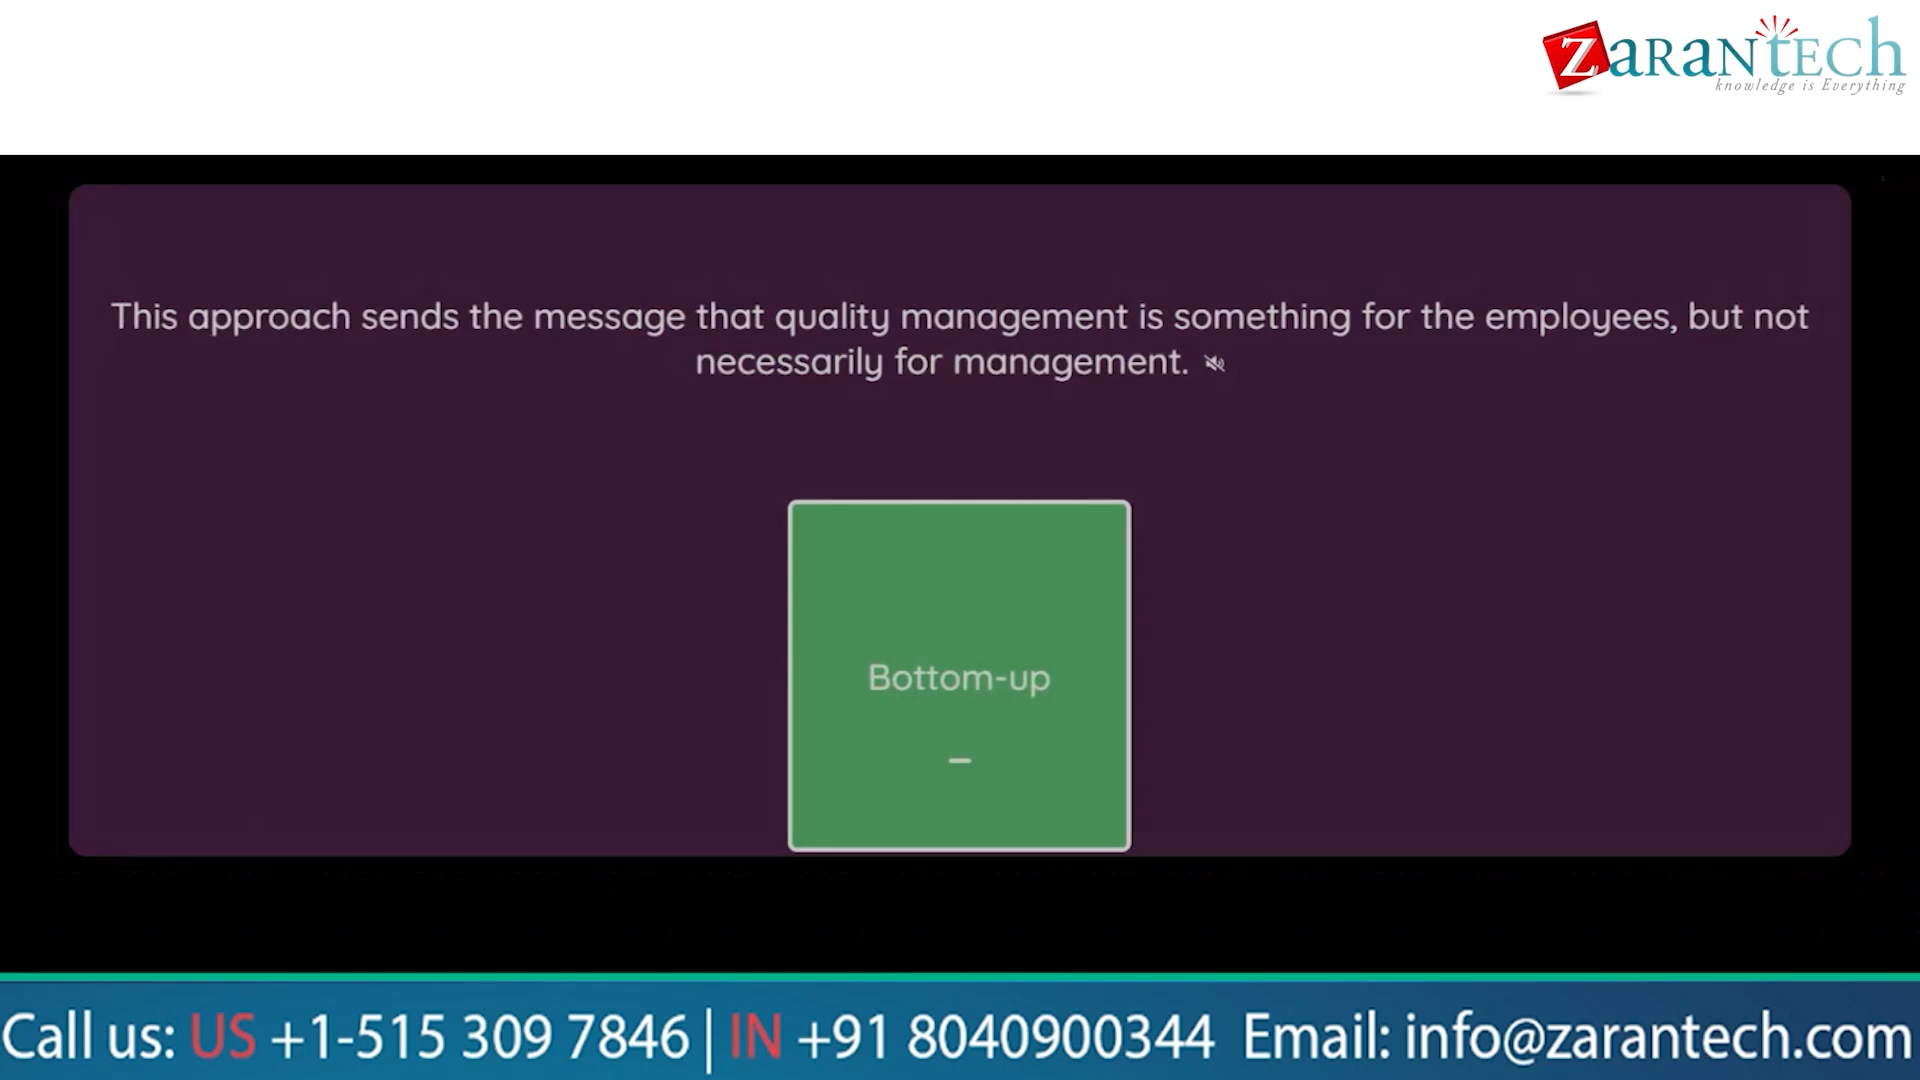 ZARANTECH
knowledge is Everything
This approach sends the message that quality management is something for the employees, but not
necessarily for management.
Bottom-up
Call us: US +1-515 309 7846 | IN +91 8040900344 Email: info@zarantech.com